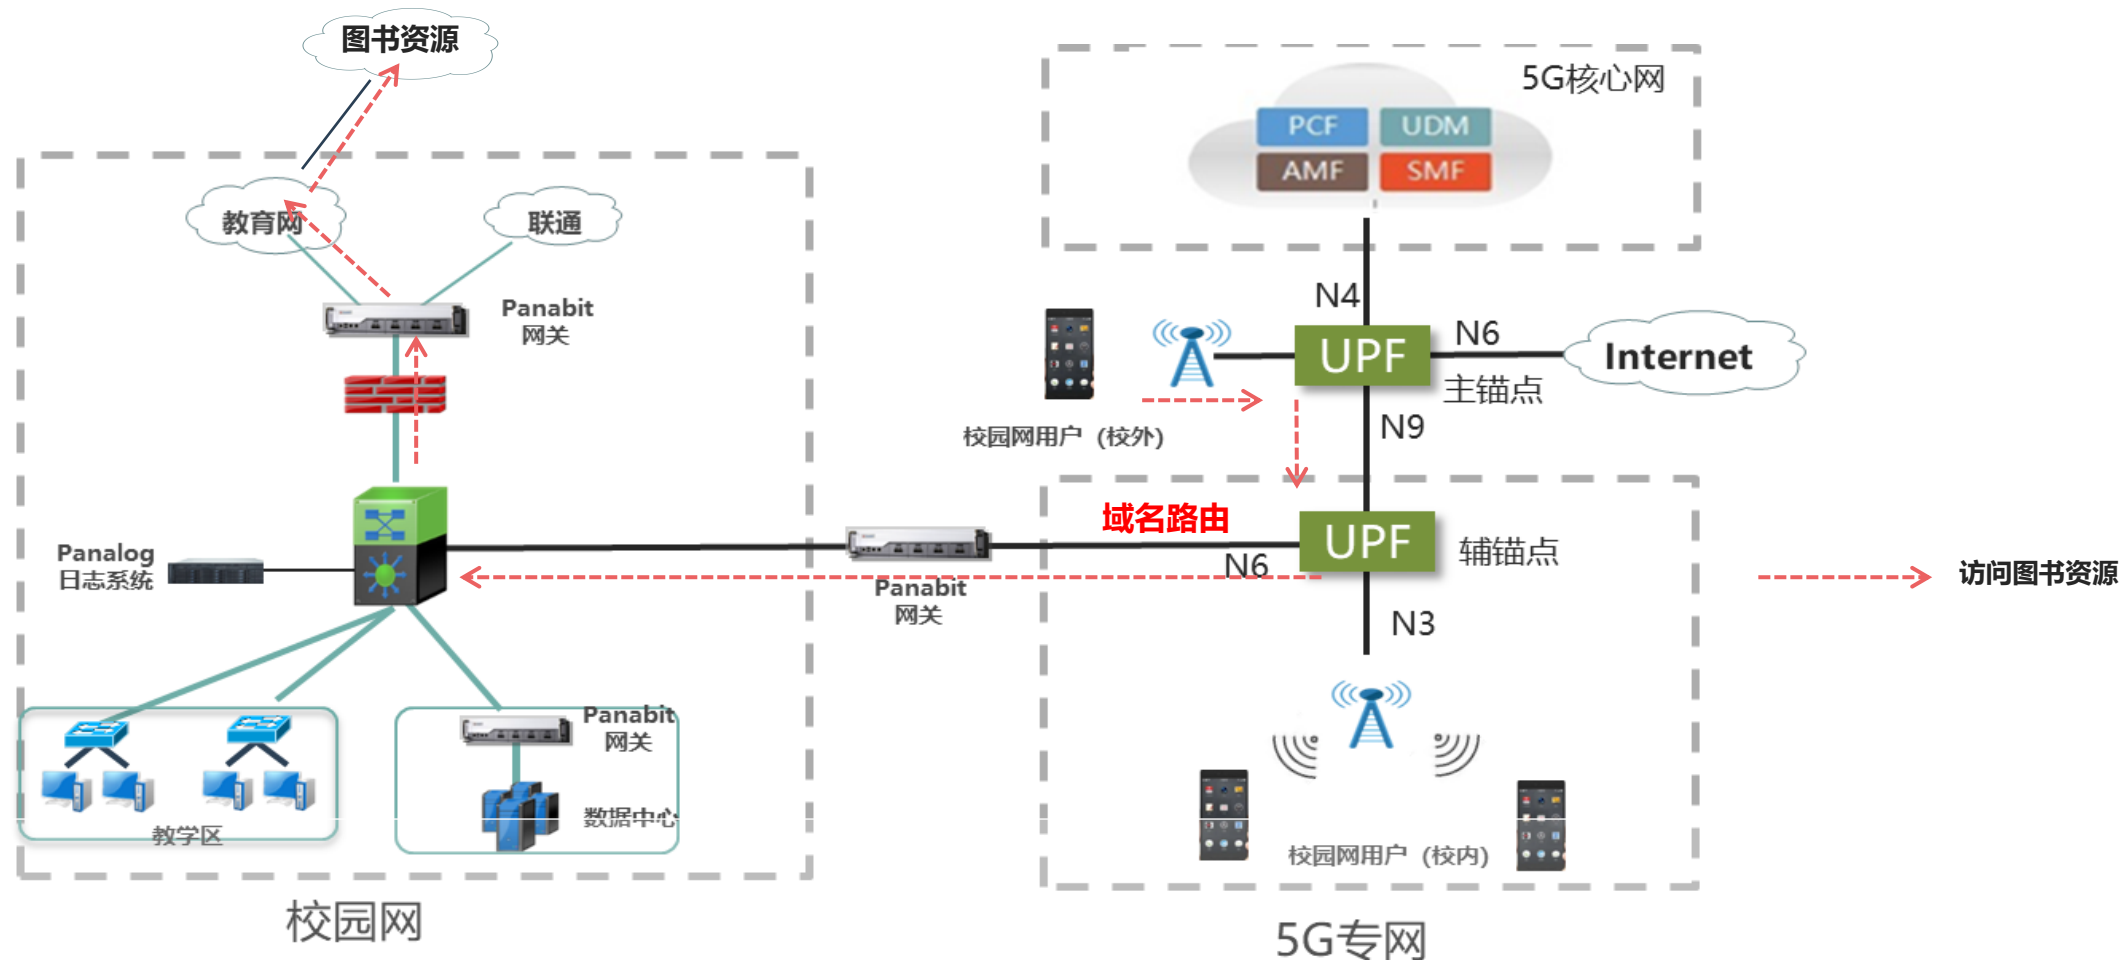 图书资源
5G核心网
PCF
UDM
AMF
SMF
教育网
联通
Panabit
网关
N4
UPF
N6
Internet
主锚点
校园网用户（校外）
N9
域名路由
UPF
辅锚点
N6
Panalog
日志系统
Panabit
网关
访问图书资源
N3
Panabit
网关
教学区
数据中心
校园网用户（校内）
校园网
5G专网